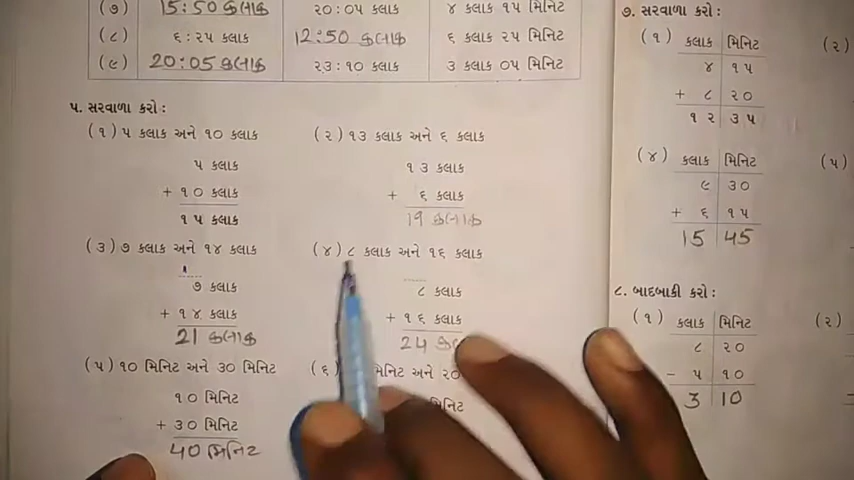 (૭) 15:50 કલાક ૨૦:૦૫ કલાક ૪ કલાક ૧૫ મિનિટ
(૮) ૬:૨૫ કલાક 12:50 કલાક ૬ કલાક ૨૫ મિનિટ
(૯) 20:05 કલાક ૨૩:૧૦ કલાક ૩ કલાક ૦૫ મિનિટ
૫. સરવાળા કરો:
(૧) ૫ કલાક અને ૧૦ કલાક
૫ કલાક
+ ૧૦ કલાક
૧૫ કલાક
(૨) ૧૩ કલાક અને ૬ કલાક
૧૩ કલાક
+ ૬ કલાક
19 કલાક
(૩) ૭ કલાક અને ૧૪ કલાક
૭ કલાક
+ ૧૪ કલાક
21 કલાક
(૪) ૮ કલાક અને ૧૬ કલાક
૮ કલાક
+ ૧૬ કલાક
24
(૫) ૧૦ મિનિટ અને ૩૦ મિનિટ
૧૦ મિનિટ
+ ૩૦ મિનિટ
40 મિનિટ
(૬) મિનિટ અને ૨૦
મિનિટ
૭. સરવાળા કરો:
(૧) કલાક મિનિટ
૪ ૧૫
+ ૮ ૨૦
૧૨ ૩૫
(૨)
(૪) કલાક મિનિટ
૯ ૩૦
+ ૬ ૧૫
15 45
(૫)
૮. બાદબાકી કરો:
(૧) કલાક મિનિટ
૮ ૨૦
- ૫ ૧૦
3 10
(૨)